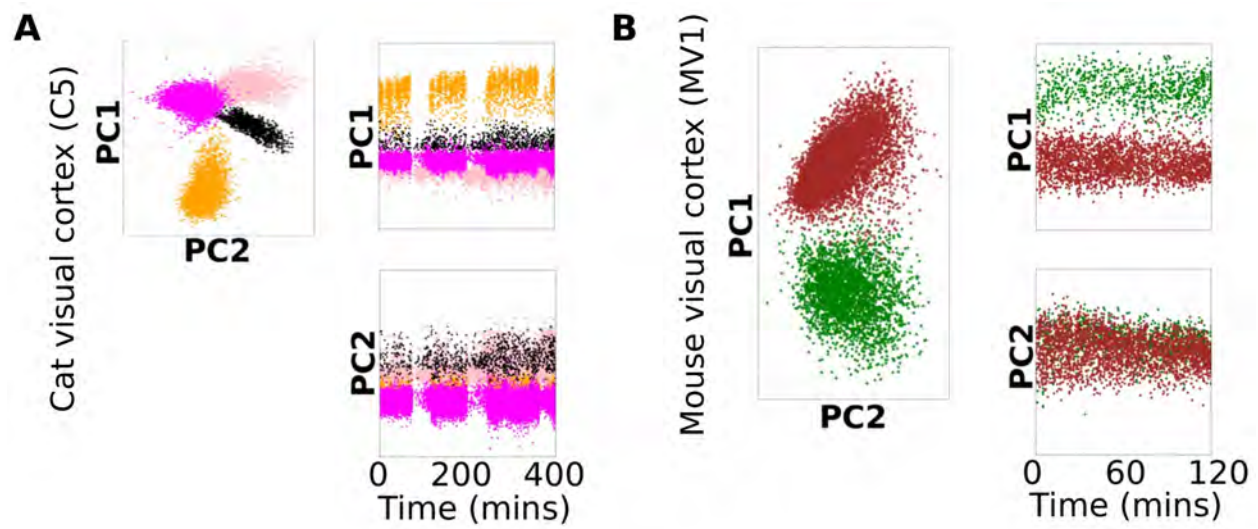 A
Cat visual cortex (C5)
PC1
PC2
PC1
PC2
0 200 400
Time (mins)
B
Mouse visual cortex (MV1)
PC1
PC2
PC1
PC2
0 60 120
Time (mins)